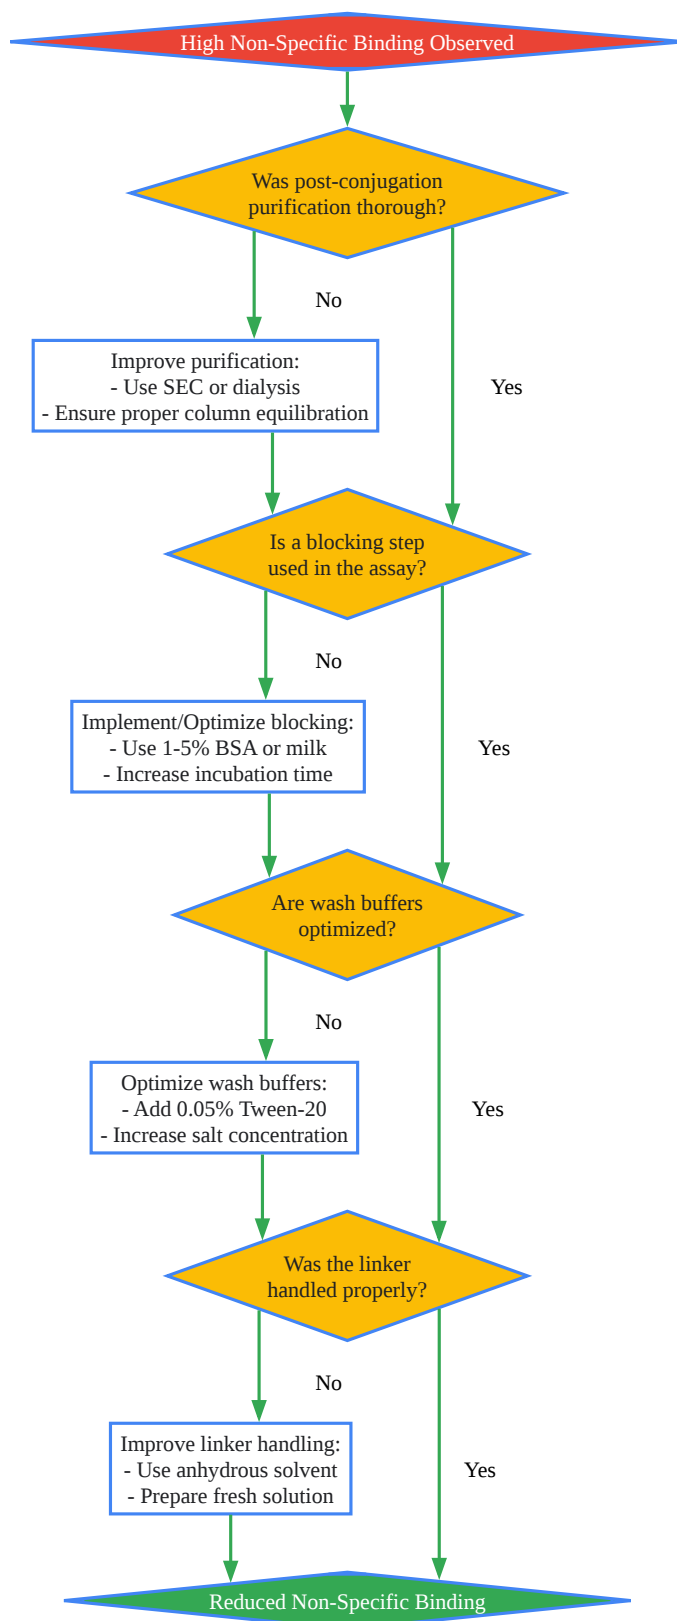 High Non-Specific Binding Observed
Was post-conjugation
purification thorough?
No
Improve purification:
- Use SEC or dialysis
- Ensure proper column equilibration
Yes
Is a blocking step
used in the assay?
No
Implement/Optimize blocking:
- Use 1-5% BSA or milk
- Increase incubation time
Yes
Are wash buffers
optimized?
No
Optimize wash buffers:
- Add 0.05% Tween-20
- Increase salt concentration
Yes
Was the linker
handled properly?
No
Improve linker handling:
- Use anhydrous solvent
- Prepare fresh solution
Yes
Reduced Non-Specific Binding